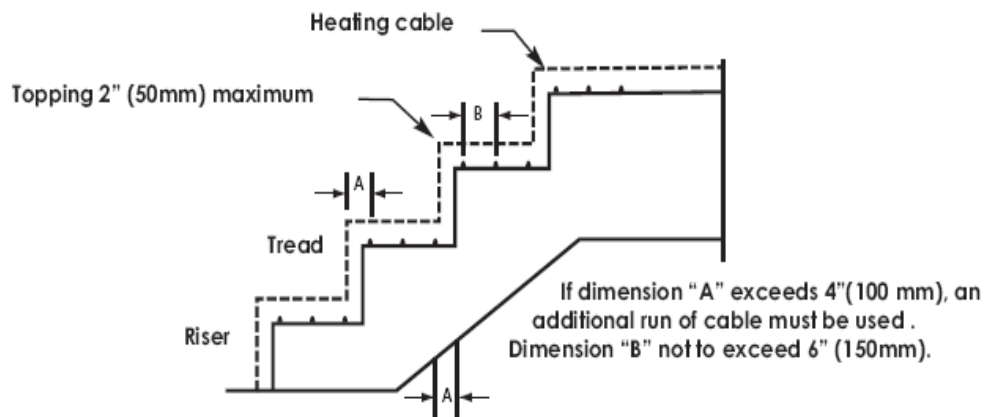 Heating cable
Topping 2” (50mm) maximum
B
A
Tread
Riser
If dimension “A” exceeds 4”(100 mm), an
additional run of cable must be used .
Dimension “B” not to exceed 6” (150mm).
A